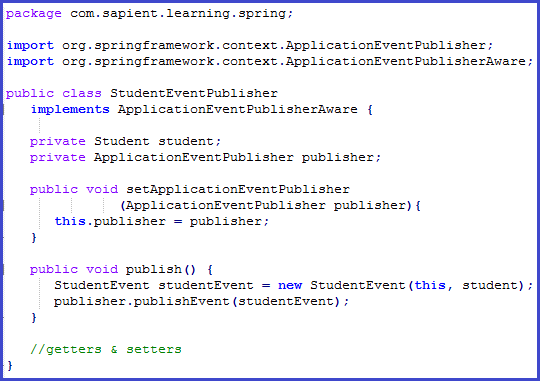 package com.sapient.learning.spring;
import org.springframework.context.ApplicationEventPublisher;
import org.springframework.context.ApplicationEventPublisherAware;
public class StudentEventPublisher
implements ApplicationEventPublisherAware {
private Student student;
private ApplicationEventPublisher publisher;
public void setApplicationEventPublisher
(ApplicationEventPublisher publisher){
this.publisher = publisher;
}
public void publish() {
StudentEvent studentEvent = new StudentEvent(this, student);
publisher.publishEvent(studentEvent);
}
//getters & setters
}